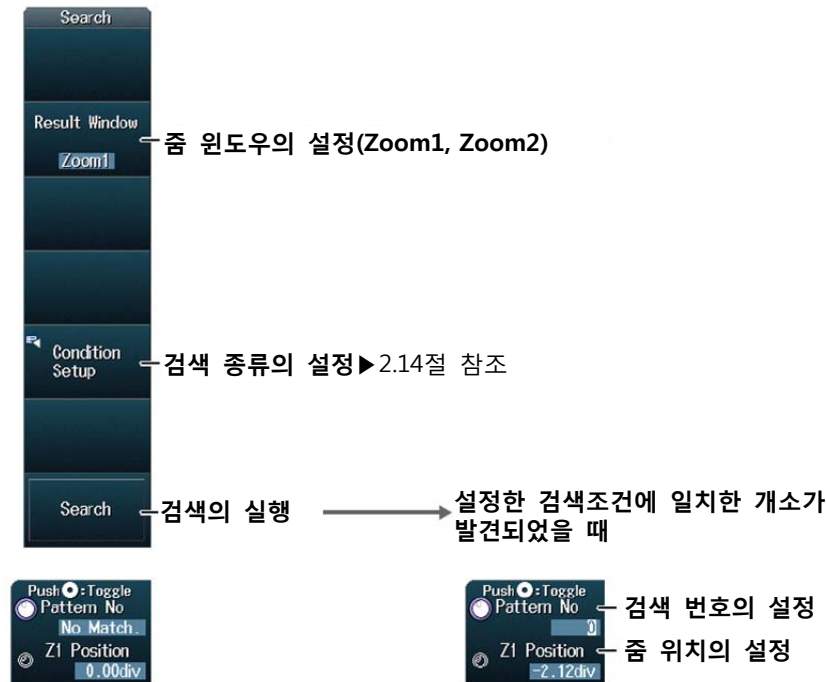 Search
Result Window
Zoom1
줌 윈도우의 설정(Zoom1, Zoom2)
Condition
Setup
검색 종류의 설정▶2.14절 참조
Search
검색의 실행
설정한 검색조건에 일치한 개소가
발견되었을 때
Push :Toggle
Pattern No
No Match.
Z1 Position
0.00div
Push :Toggle
Pattern No
0
검색 번호의 설정
Z1 Position
-2.12div
줌 위치의 설정